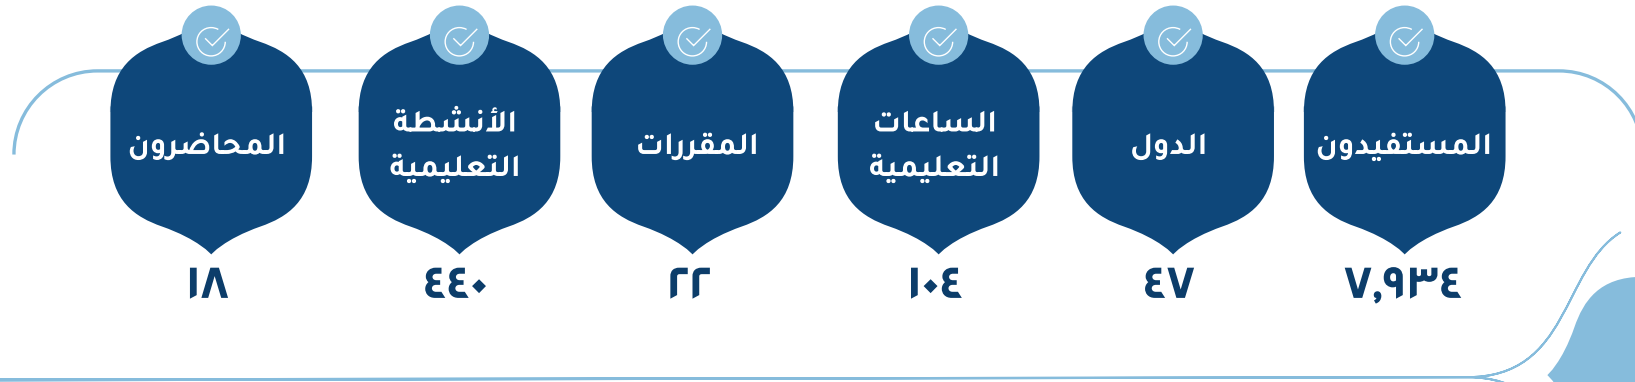 المستفيدون
٧,٩٣٤
الدول
٤٧
الساعات
التعليمية
١٠٤
المقررات
٢٢
الأنشطة
التعليمية
٤٤٠
المحاضرون
١٨